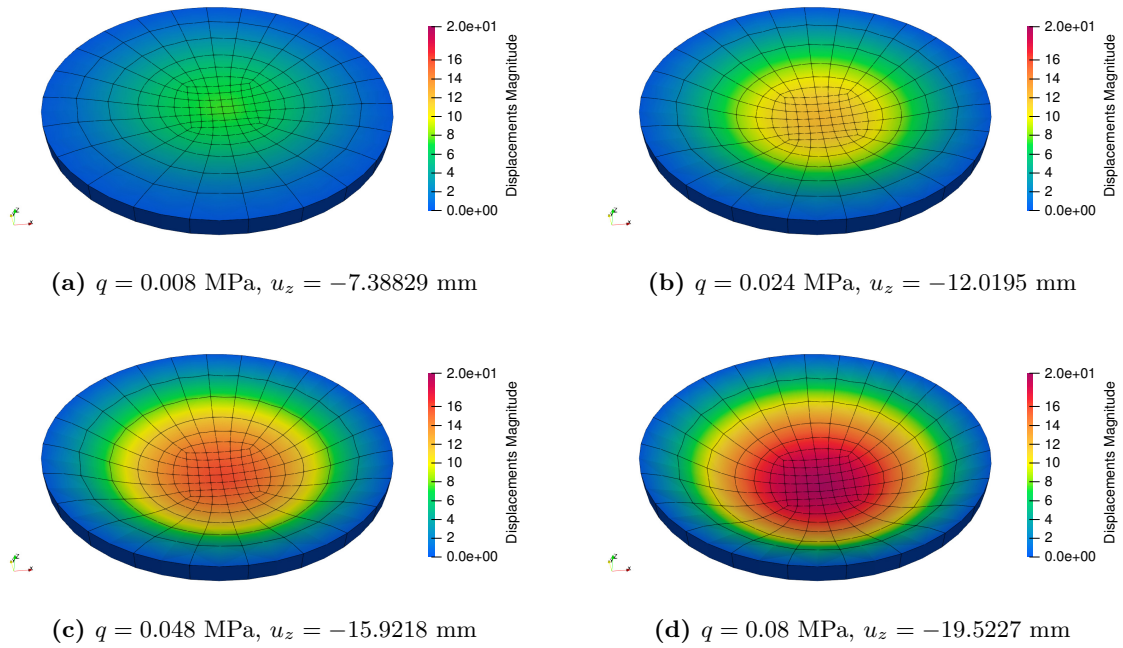 2.0e+01
16
14
12
10
8
6
4
2
0.0e+00
Displacements Magnitude
(a) q = 0.008 MPa, u_z = −7.38829 mm
2.0e+01
16
14
12
10
8
6
4
2
0.0e+00
Displacements Magnitude
(b) q = 0.024 MPa, u_z = −12.0195 mm
2.0e+01
16
14
12
10
8
6
4
2
0.0e+00
Displacements Magnitude
(c) q = 0.048 MPa, u_z = −15.9218 mm
2.0e+01
16
14
12
10
8
6
4
2
0.0e+00
Displacements Magnitude
(d) q = 0.08 MPa, u_z = −19.5227 mm